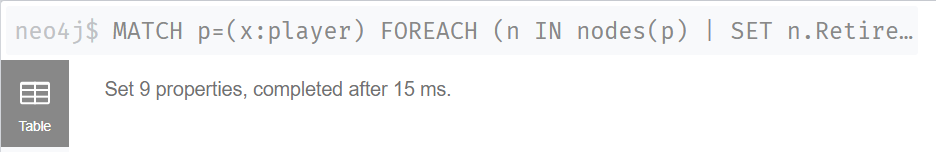 neo4j$ MATCH p=(x:player) FOREACH (n IN nodes(p) | SET n.Retire…
Set 9 properties, completed after 15 ms.
Table